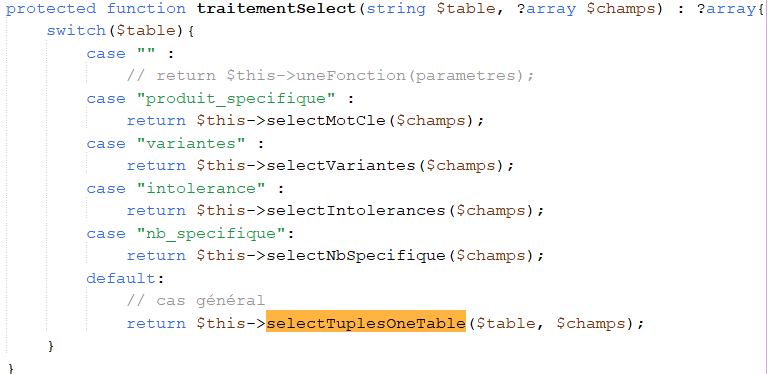 protected function traitementSelect(string $table, ?array $champs) : ?array{
switch($table){
case "" :
// return $this->uneFonction(parametres);
case "produit_specifique" :
return $this->selectMotCle($champs);
case "variantes" :
return $this->selectVariantes($champs);
case "intolerance" :
return $this->selectIntolerances($champs);
case "nb_specifique":
return $this->selectNbSpecifique($champs);
default:
// cas général
return $this->selectTuplesOneTable($table, $champs);
}
}